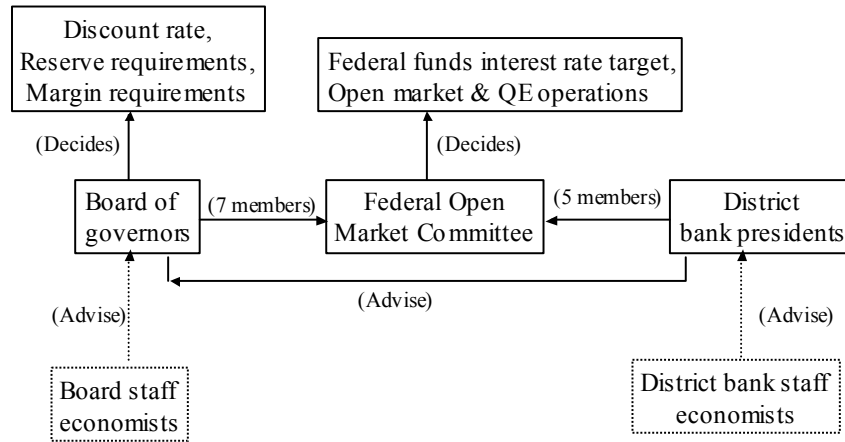 Discount rate,
Reserve requirements,
Margin requirements
Federal funds interest rate target,
Open market & QE operations
(Decides)
(Decides)
Board of
governors
(7 members)
Federal Open
Market Committee
(5 members)
District
bank presidents
(Advise)
(Advise)
(Advise)
Board staff
economists
District bank staff
economists